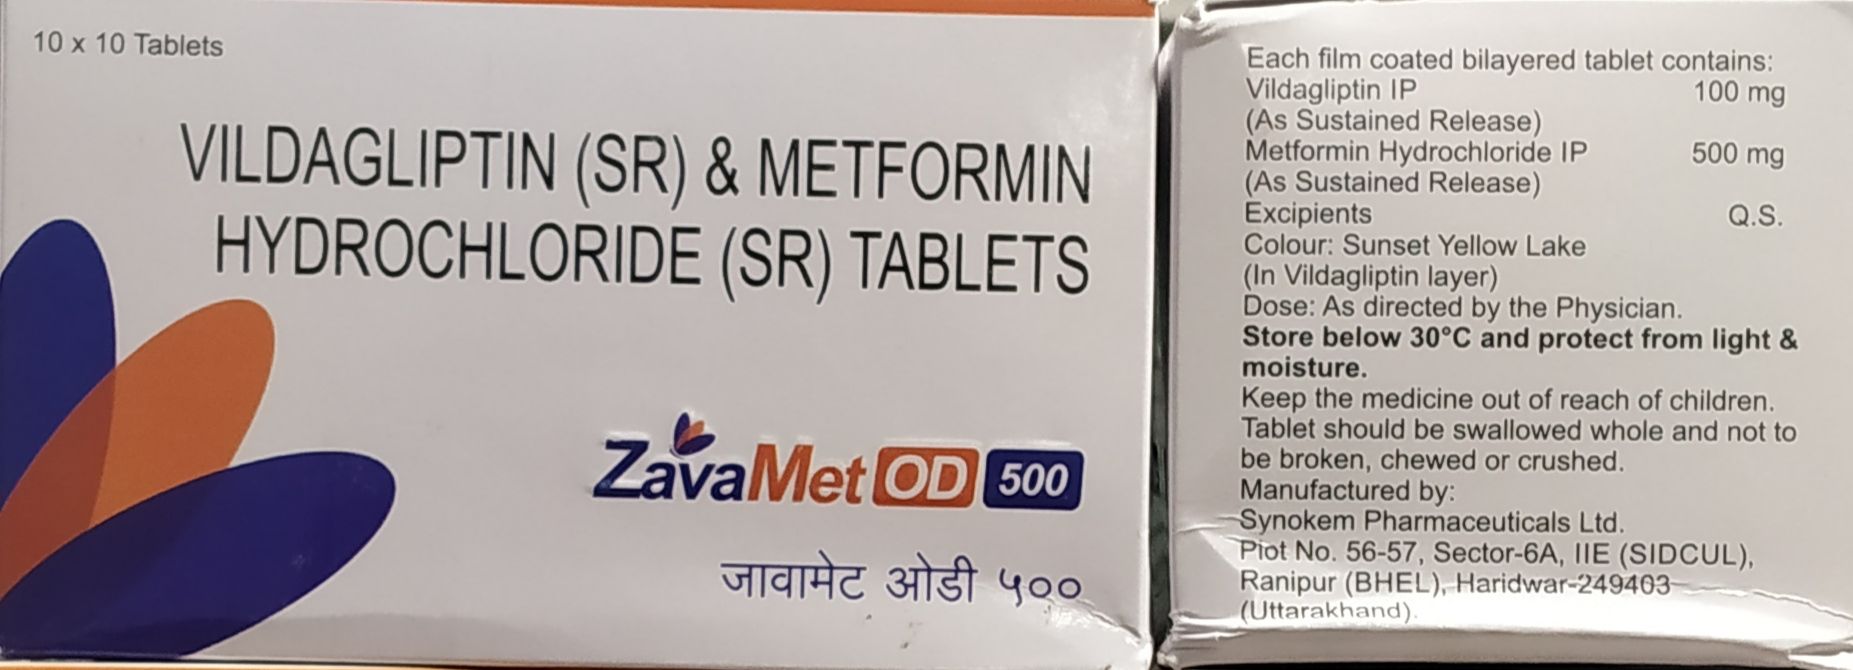 10 x 10 Tablets
VILDAGLIPTIN (SR) & METFORMIN
HYDROCHLORIDE (SR) TABLETS
ZavaMet OD 500
जावामेट ओडी ५००
Each film coated bilayered tablet contains:
Vildagliptin IP 100 mg
(As Sustained Release)
Metformin Hydrochloride IP 500 mg
(As Sustained Release)
Excipients Q.S.
Colour: Sunset Yellow Lake
(In Vildagliptin layer)
Dose: As directed by the Physician.
Store below 30°C and protect from light &
moisture.
Keep the medicine out of reach of children.
Tablet should be swallowed whole and not to
be broken, chewed or crushed.
Manufactured by:
Synokem Pharmaceuticals Ltd.
Plot No. 56-57, Sector-6A, IIE (SIDCUL),
Ranipur (BHEL), Haridwar-249403
(Uttarakhand).